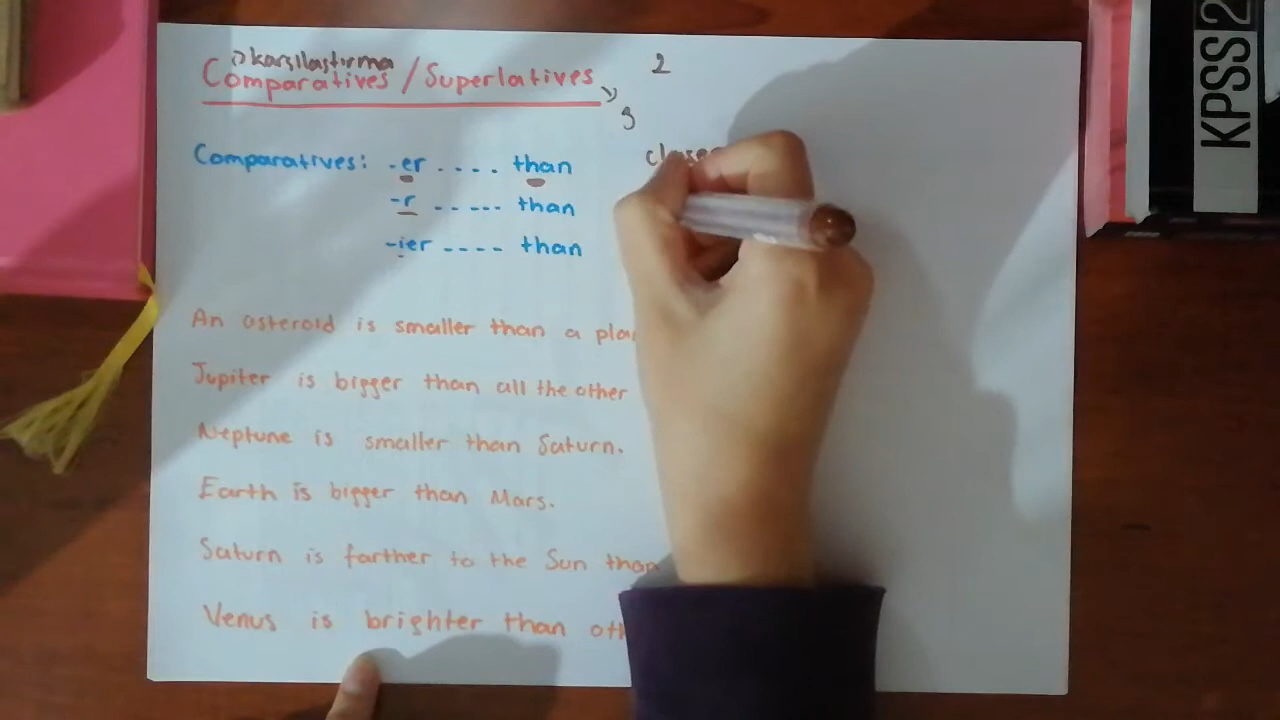 karşılaştırma
Comparatives / Superlatives
2
3
Comparatives: -er .... than
-r ----- than
-ier ---- than
An asteroid is smaller than a
Jupiter is bigger than all the other
Neptune is smaller than Saturn.
Earth is bigger than Mars.
Saturn is farther to the Sun than
Venus is brighter than
KPSS 2